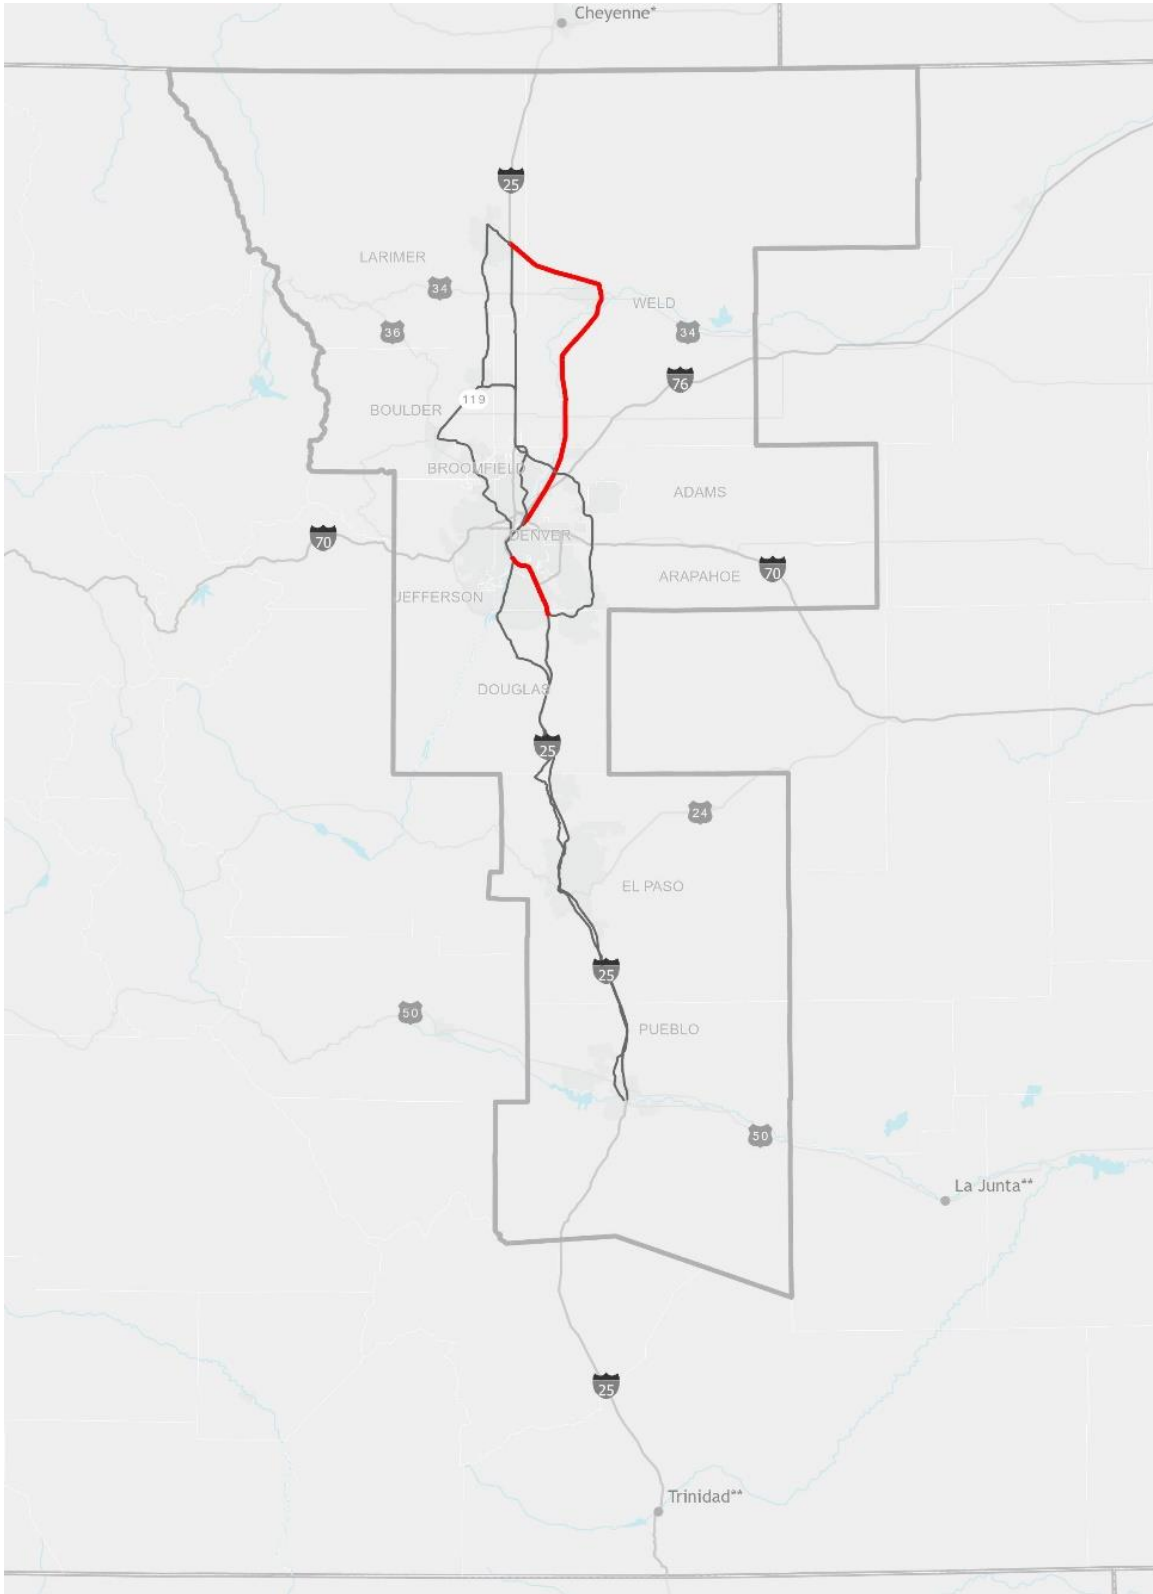 Cheyenne*
25
LARIMER
34
WELD
36
34
76
119
BOULDER
BROOMFIELD
ADAMS
70
DENVER
ARAPAHOE
70
JEFFERSON
DOUGLAS
25
24
EL PASO
25
50
PUEBLO
50
La Junta**
25
Trinidad**